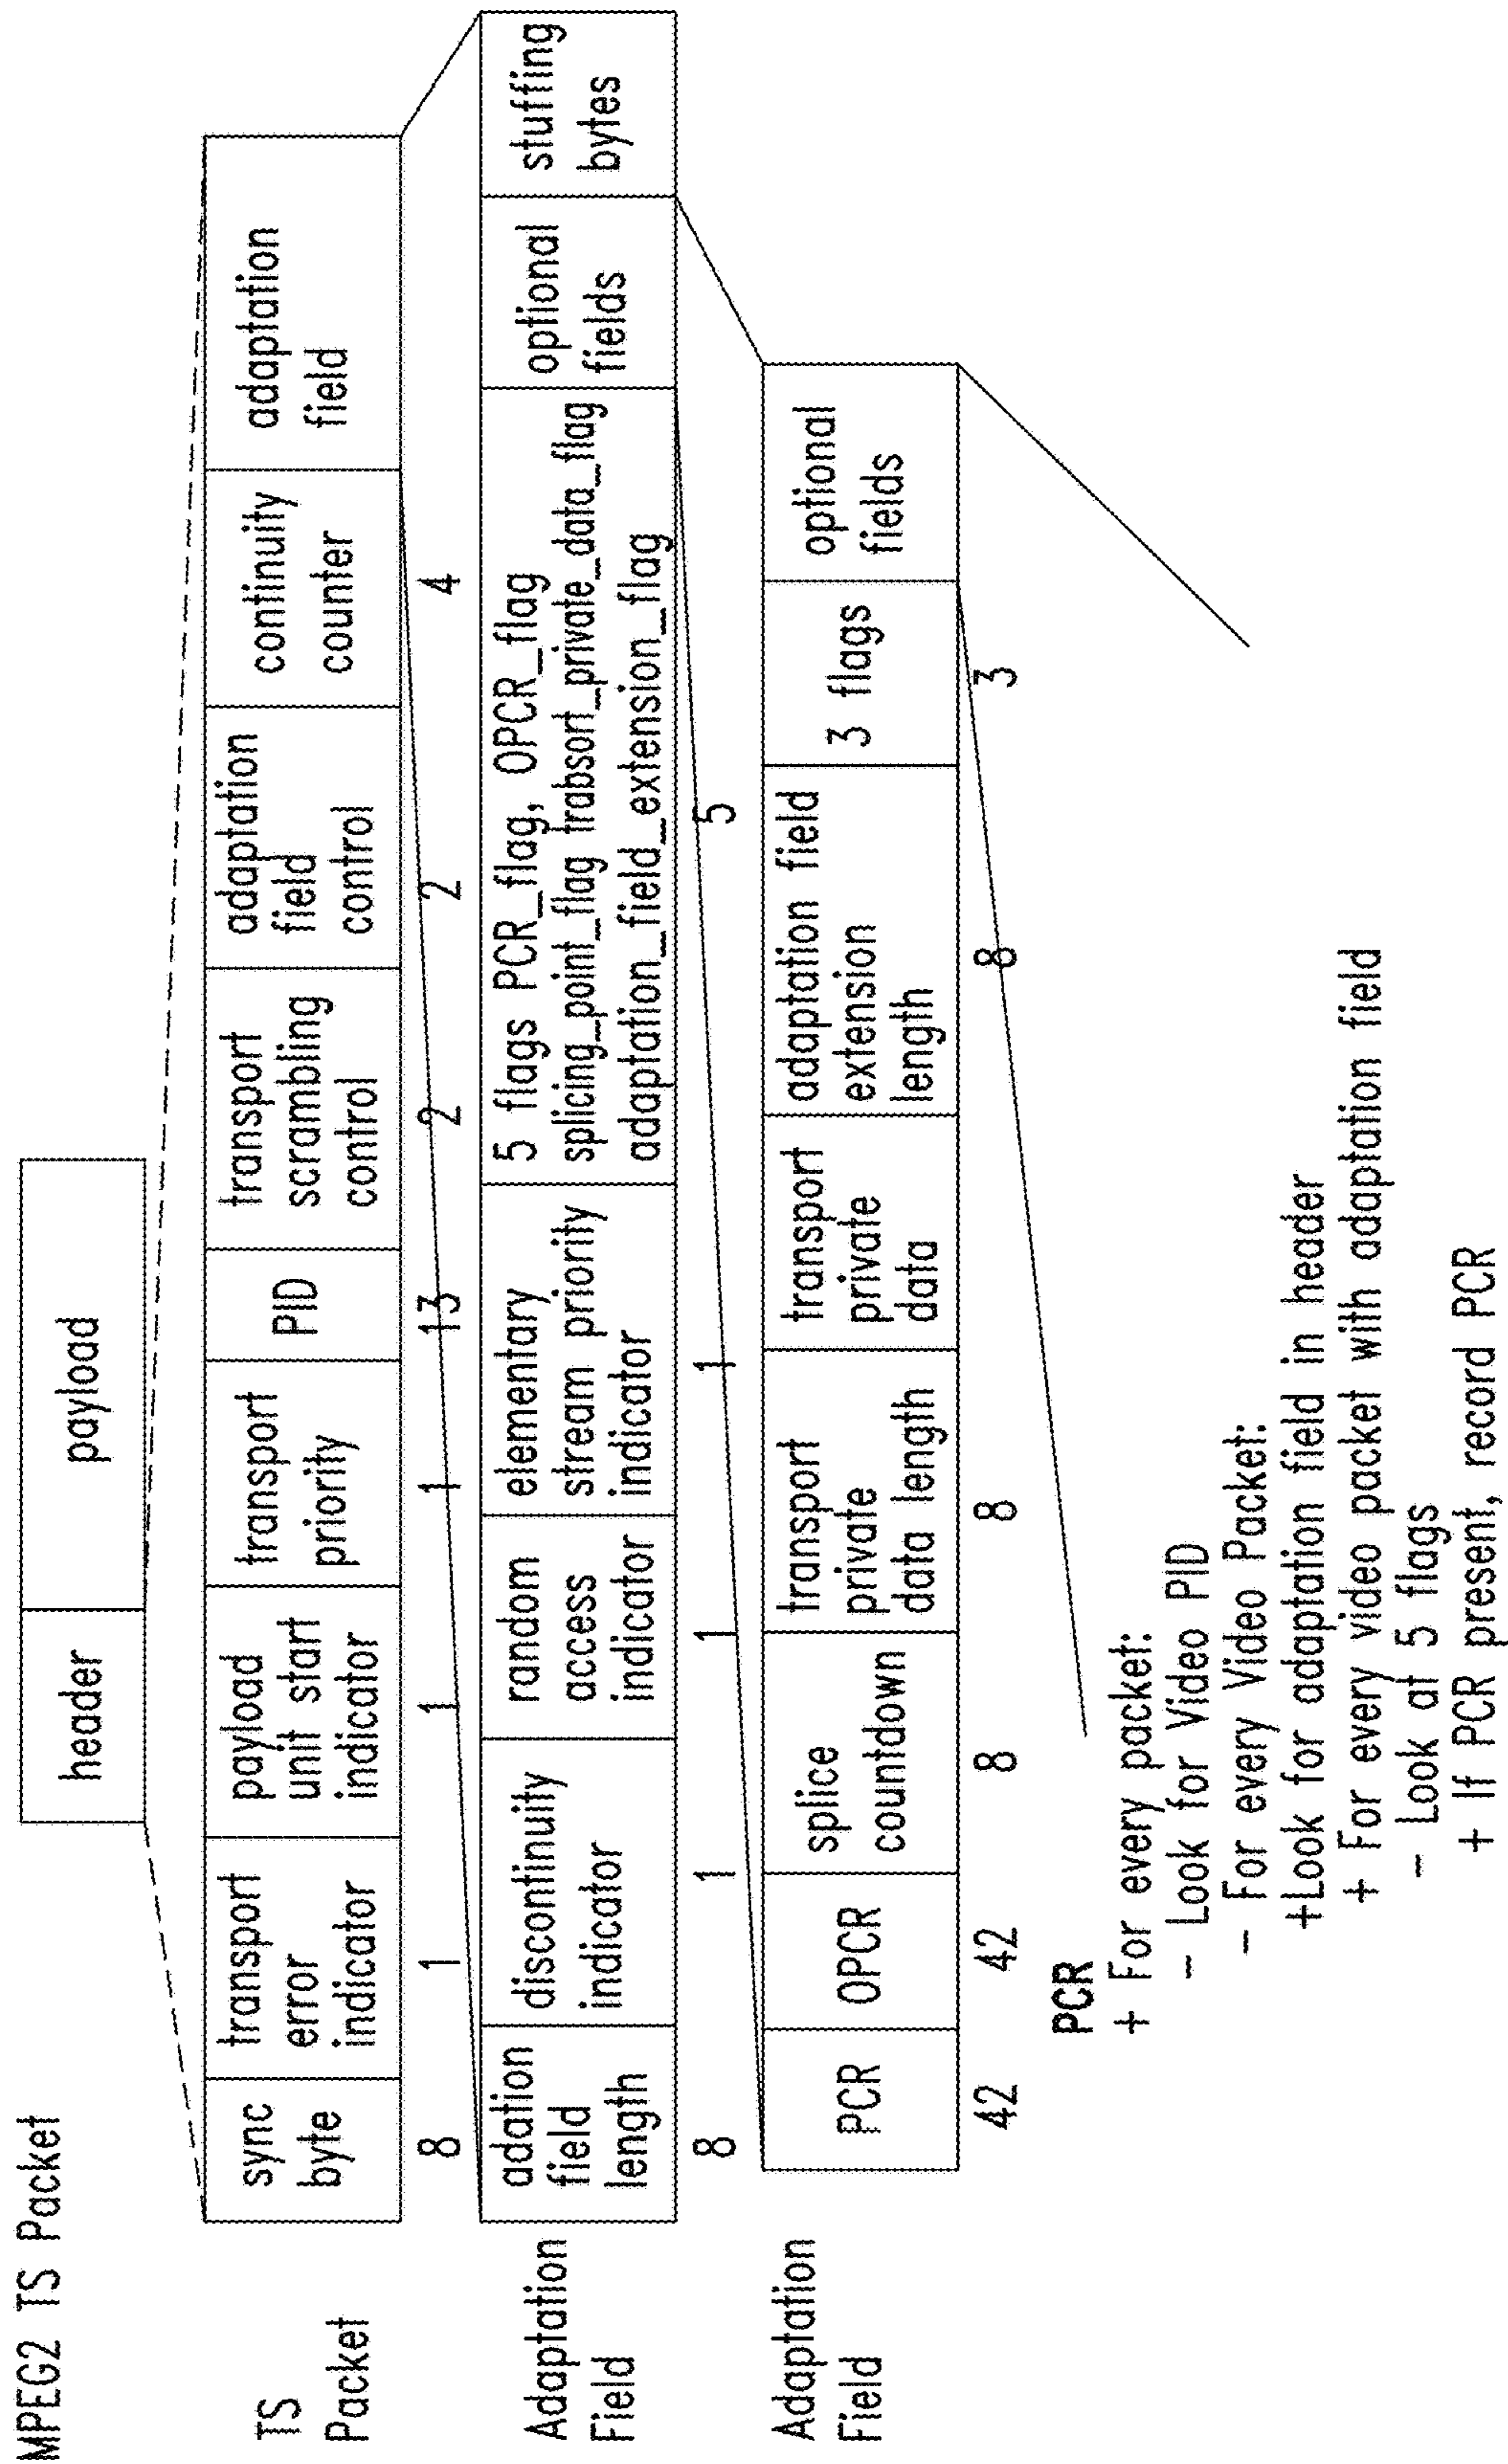 MPEG2 TS Packet
header
payload
TS
Packet
sync
byte
transport
error
indicator
payload
unit start
indicator
transport
priority
PID
transport
scrambling
control
adaptation
field
control
continuity
counter
adaptation
field
8
1
1
1
13
2
2
4
Adaptation
Field
adation
field
length
discontinuity
indicator
random
access
indicator
elementary
stream priority
indicator
5 flags PCR_flag, OPCR_flag
splicing_point_flag trabsort_private_data_flag
adaptation_field_extension_flag
optional
fields
stuffing
bytes
8
1
1
1
5
Adaptation
Field
PCR
OPCR
splice
countdown
transport
private
data length
transport
private
data
adaptation field
extension
length
3 flags
optional
fields
42
42
8
8
8
3
PCR
+ For every packet:
- Look for Video PID
- For every Video Packet:
+Look for adaption field in header
+ For every video packet with adaption field
- Look at 5 flags
+ If PCR present, record PCR